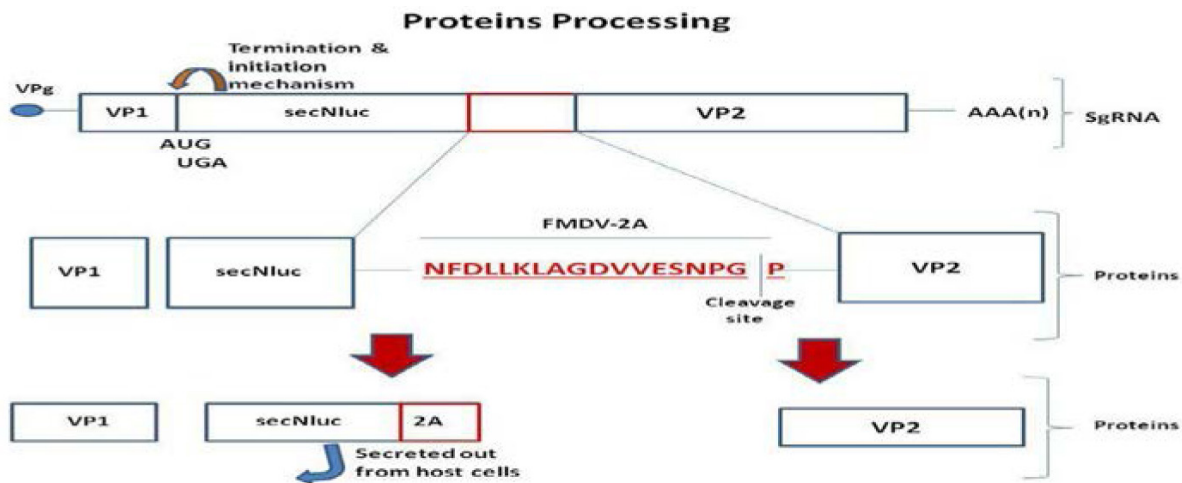 Proteins Processing
Termination &
initiation
mechanism
VPg
VP1
secNluc
VP2
AAA(n)
SgRNA
AUG
UGA
FMDV-2A
VP1
secNluc
NFDLLKLAGDVVESNPG P
VP2
Proteins
Cleavage
site
VP1
secNluc
2A
VP2
Proteins
Secreted out
from host cells